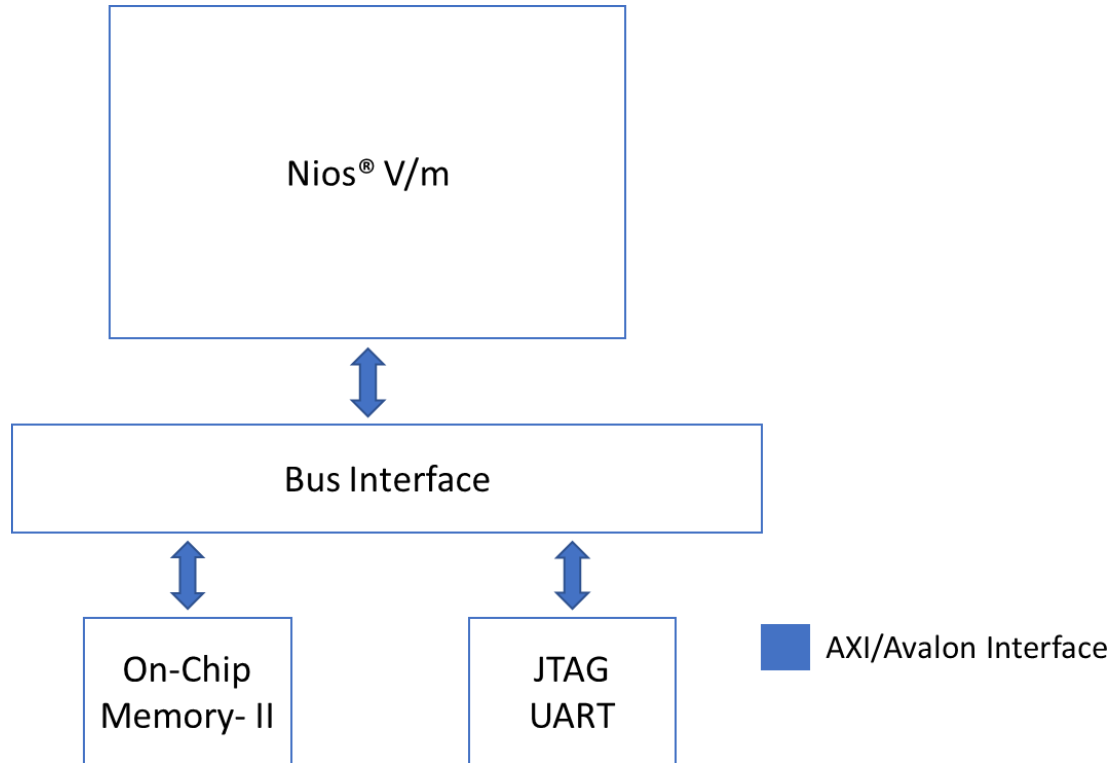 Nios® V/m
Bus Interface
On-Chip
Memory- II
JTAG
UART
AXI/Avalon Interface